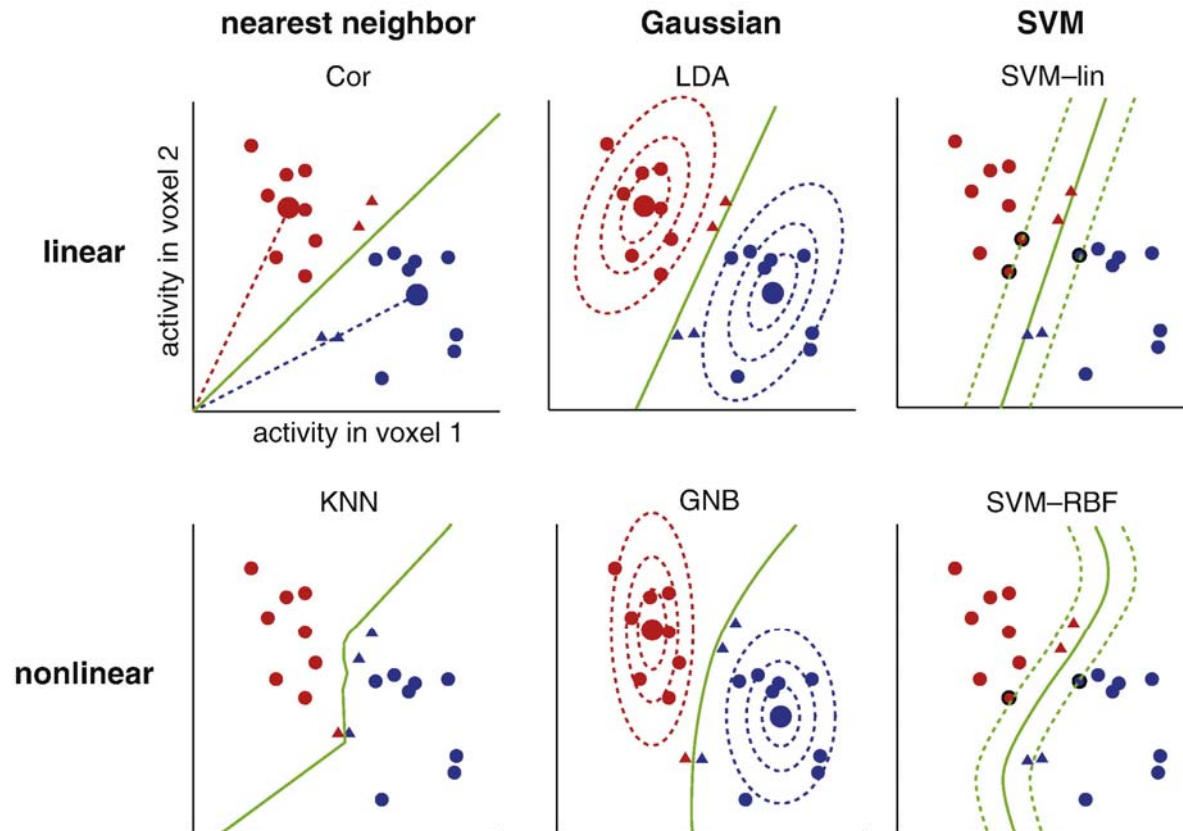 nearest neighbor Gaussian SVM
Cor LDA SVM–lin
linear
activity in voxel 2
activity in voxel 1
KNN GNB SVM–RBF
nonlinear